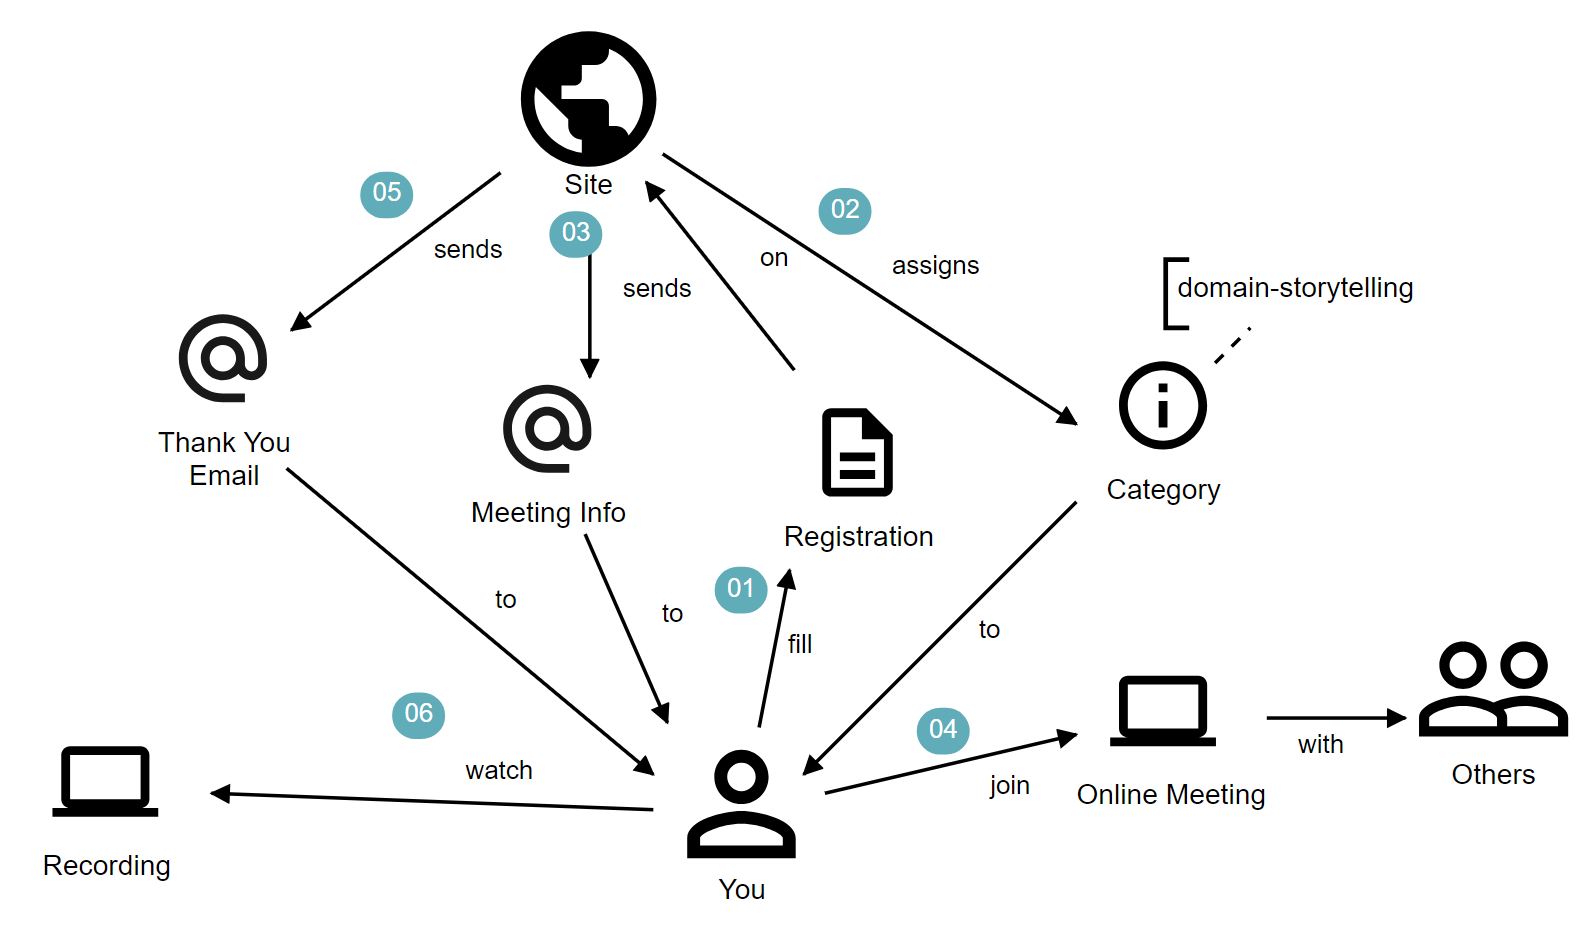 Site
05
03
02
sends
on
assigns
sends
domain-storytelling
Thank You
Email
Category
Meeting Info
Registration
01
to
to
fill
to
06
04
with
watch
join
Online Meeting
Others
Recording
You